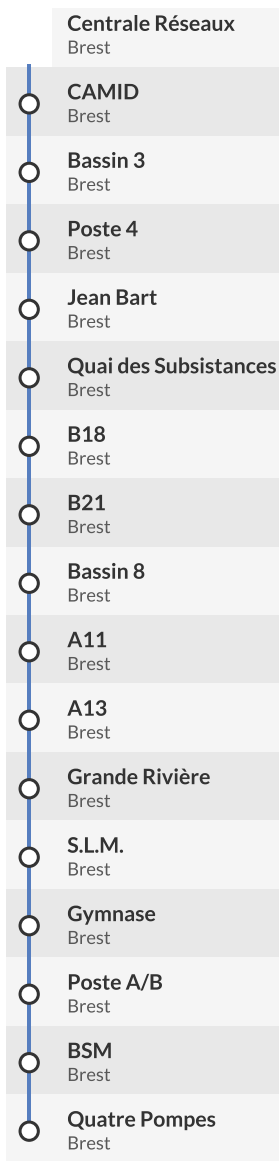 Centrale Réseaux
Brest
CAMID
Brest
Bassin 3
Brest
Poste 4
Brest
Jean Bart
Brest
Quai des Subsistances
Brest
B18
Brest
B21
Brest
Bassin 8
Brest
A11
Brest
A13
Brest
Grande Rivière
Brest
S.L.M.
Brest
Gymnase
Brest
Poste A/B
Brest
BSM
Brest
Quatre Pompes
Brest